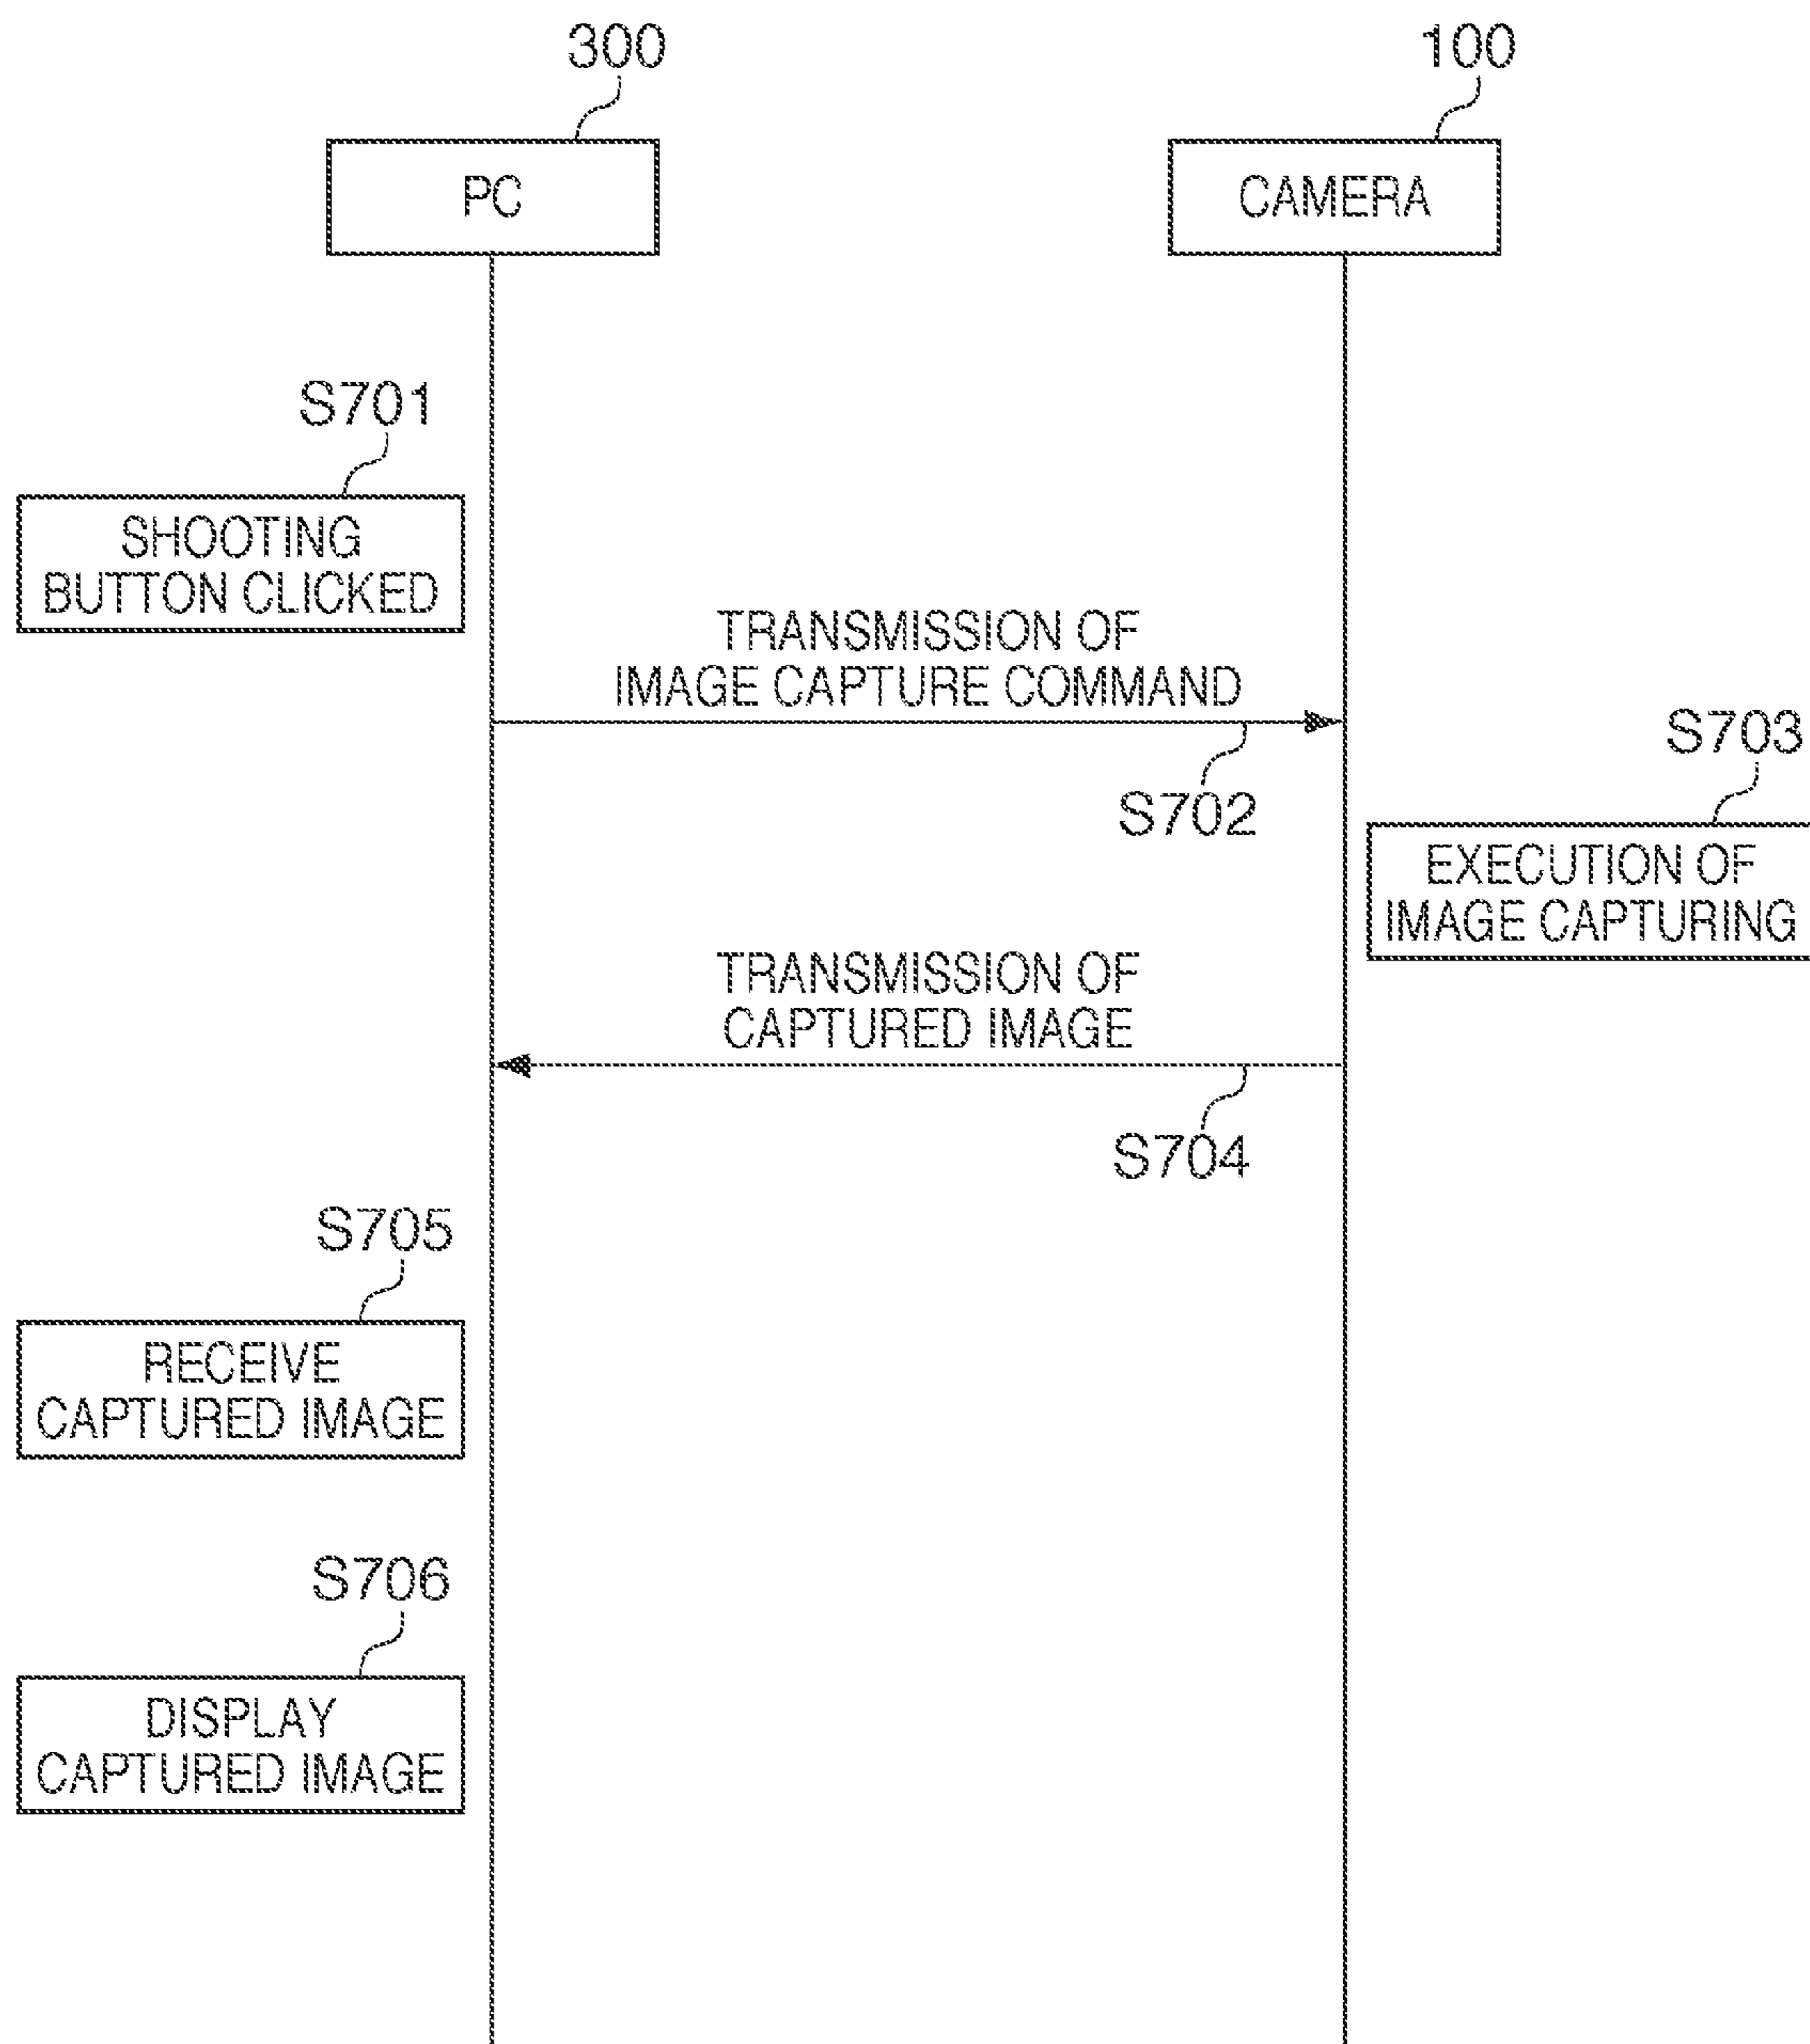 300
100
PC
CAMERA
S701
SHOOTING
BUTTON CLICKED
TRANSMISSION OF
IMAGE CAPTURE COMMAND
S702
S703
EXECUTION OF
IMAGE CAPTURING
TRANSMISSION OF
CAPTURED IMAGE
S704
S705
RECEIVE
CAPTURED IMAGE
S706
DISPLAY
CAPTURED IMAGE